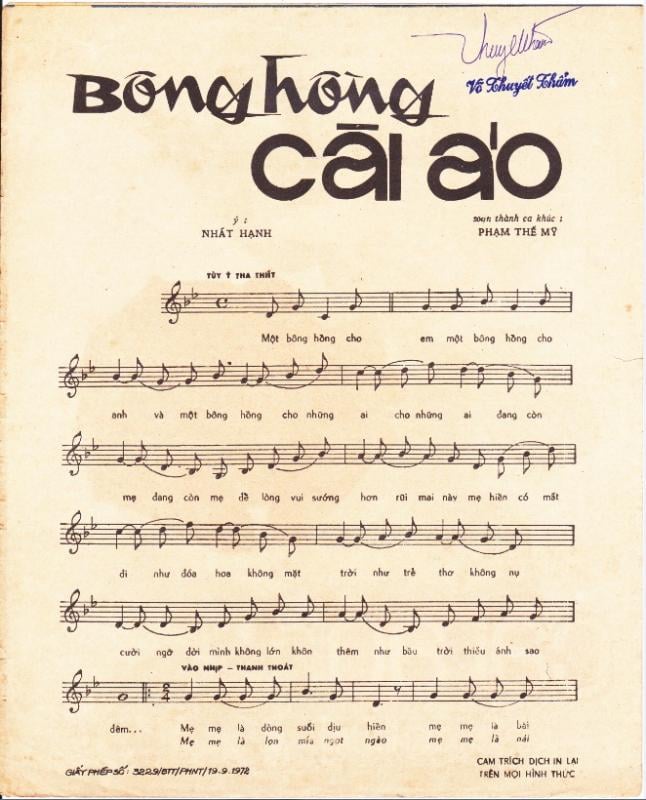 Võ Thuyết Thẩm
Bông hồng
cài áo
ý :
NHẤT HẠNH
soạn thành ca khúc :
PHẠM THẾ MỸ
TÙY Ý THA THIẾT
Một bông hồng cho em một bông hồng cho
anh và một bông hồng cho những ai cho những ai đang còn
mẹ đang còn mẹ để lòng vui sướng hơn rủi mai này mẹ hiền có mất
đi như đóa hoa không mặt trời như trẻ thơ không nụ
cười ngỡ đời mình không lớn khôn thêm như bầu trời thiếu ánh sao
VÀO NHỊP – THANH THOÁT
2
4
đêm... Mẹ mẹ là dòng suối dịu hiền mẹ mẹ là bài
Mẹ mẹ là lọn mía ngọt ngào mẹ mẹ là nải
GIẤY PHÉP SỐ : 3229/BTT/PHNT/19-9-1972
CẤM TRÍCH DỊCH IN LẠI
TRÊN MỌI HÌNH THỨC